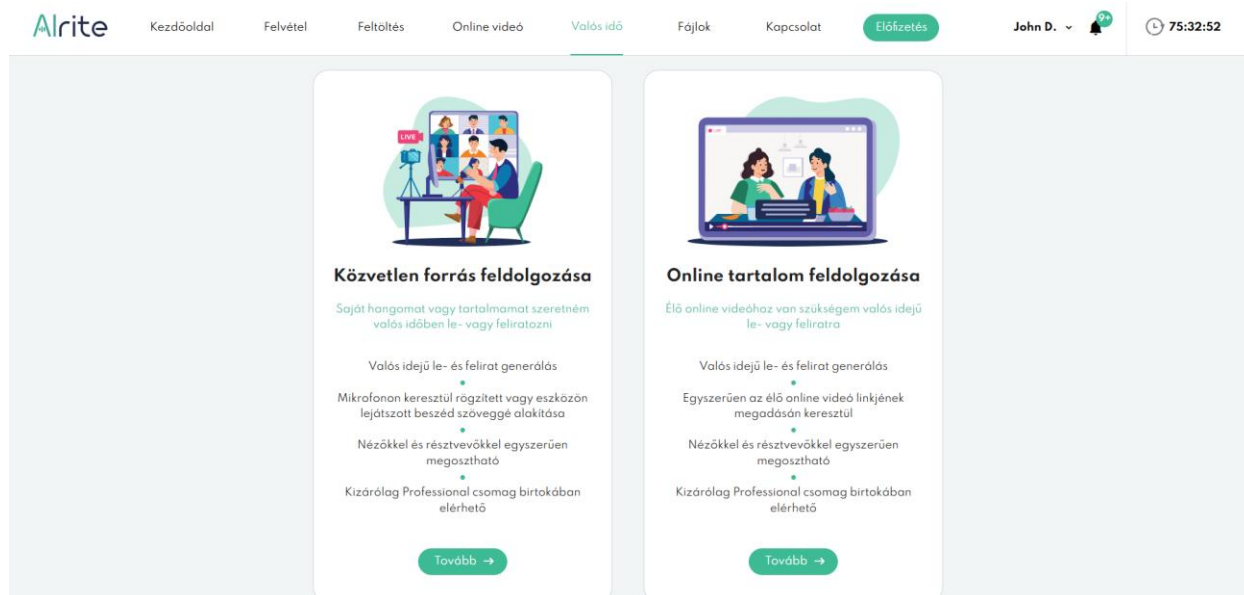 Alrite
Kezdőoldal
Felvétel
Feltöltés
Online videó
Valós idő
Fájlok
Kapcsolat
Előfizetés
John D.
9+
75:32:52
LIVE
Közvetlen forrás feldolgozása
Saját hangomat vagy tartalmamat szeretném
valós időben le- vagy feliratozni
Valós idejű le- és felirat generálás
Mikrofonon keresztül rögzített vagy eszközön
lejátszott beszéd szöveggé alakítása
Nézőkkel és résztvevőkkel egyszerűen
megosztható
Kizárólag Professional csomag birtokában
elérhető
Tovább →
Online tartalom feldolgozása
Élő online videóhoz van szükségem valós idejű
le- vagy feliratra
Valós idejű le- és felirat generálás
Egyszerűen az élő online videó linkjének
megadásán keresztül
Nézőkkel és résztvevőkkel egyszerűen
megosztható
Kizárólag Professional csomag birtokában
elérhető
Tovább →